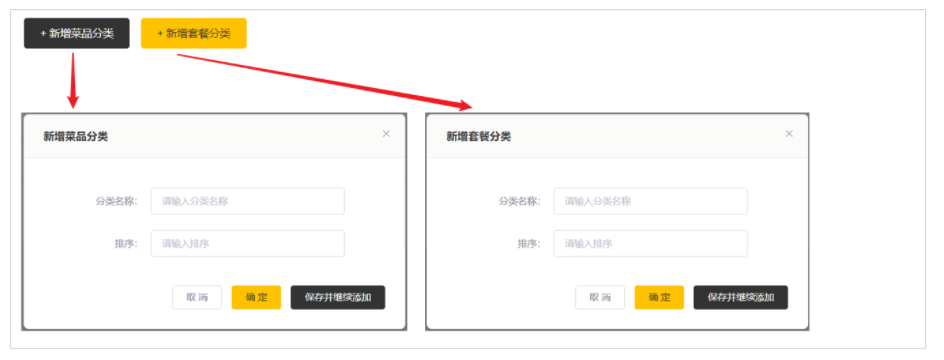 + 新增菜品分类
+ 新增套餐分类
新增菜品分类
×
分类名称:
请输入分类名称
排序:
请输入排序
取 消
确 定
保存并继续添加
新增套餐分类
×
分类名称:
请输入分类名称
排序:
请输入排序
取 消
确 定
保存并继续添加